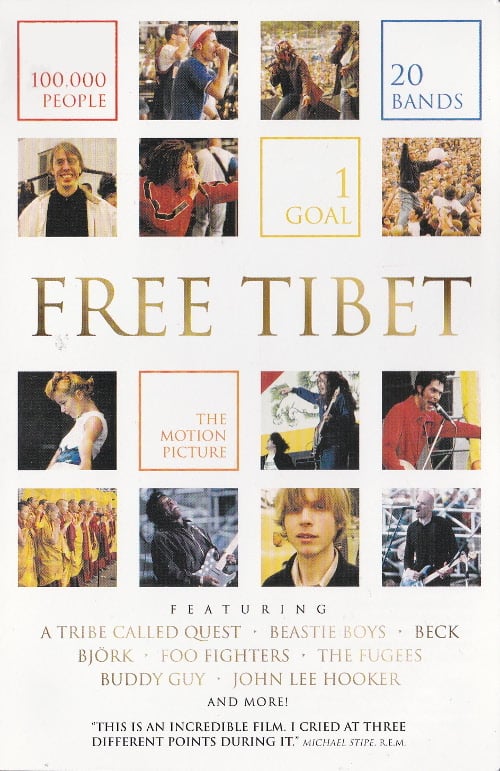 100,000
PEOPLE
20
BANDS
1
GOAL
FREE TIBET
THE
MOTION
PICTURE
FEATURING
A TRIBE CALLED QUEST · BEASTIE BOYS · BECK
BJÖRK · FOO FIGHTERS · THE FUGEES
BUDDY GUY · JOHN LEE HOOKER
AND MORE!
"THIS IS AN INCREDIBLE FILM. I CRIED AT THREE
DIFFERENT POINTS DURING IT." MICHAEL STIPE, R.E.M.